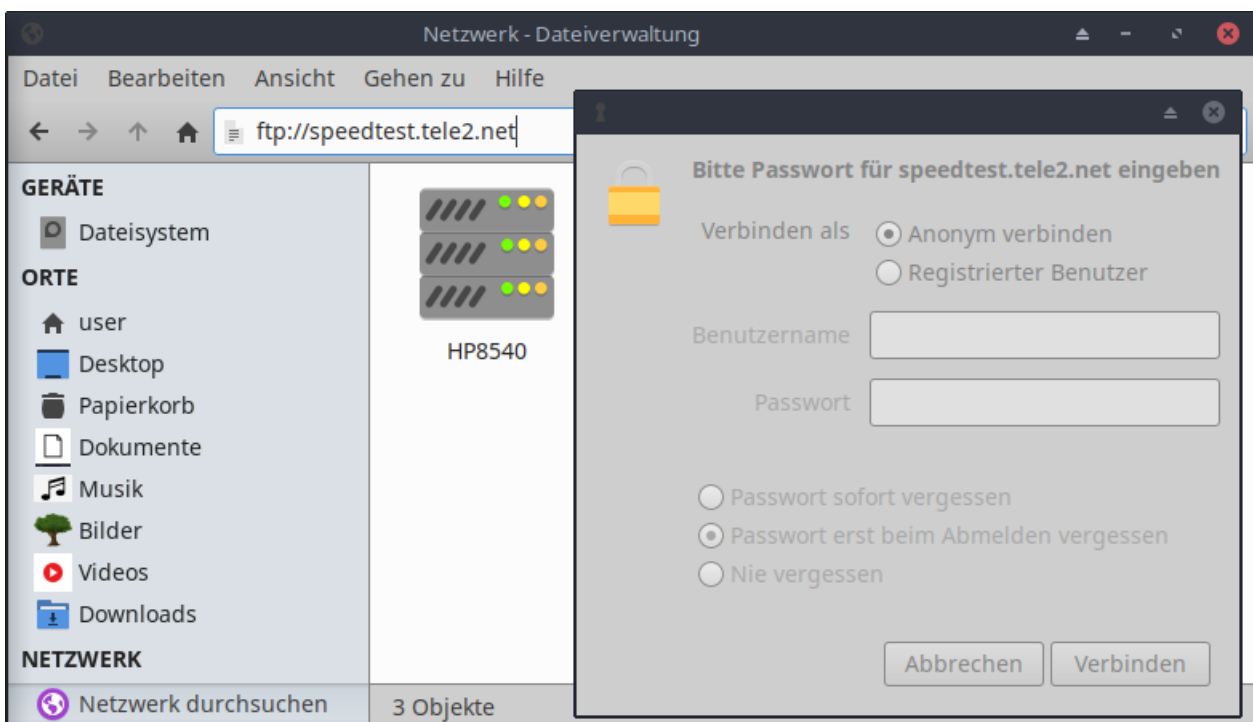 Netzwerk - Dateiverwaltung
Datei Bearbeiten Ansicht Gehen zu Hilfe
ftp://speedtest.tele2.net
GERÄTE
Dateisystem
ORTE
user
Desktop
Papierkorb
Dokumente
Musik
Bilder
Videos
Downloads
NETZWERK
Netzwerk durchsuchen
HP8540
3 Objekte
Bitte Passwort für speedtest.tele2.net eingeben
Verbinden als
Anonym verbinden
Registrierter Benutzer
Benutzername
Passwort
Passwort sofort vergessen
Passwort erst beim Abmelden vergessen
Nie vergessen
Abbrechen Verbinden